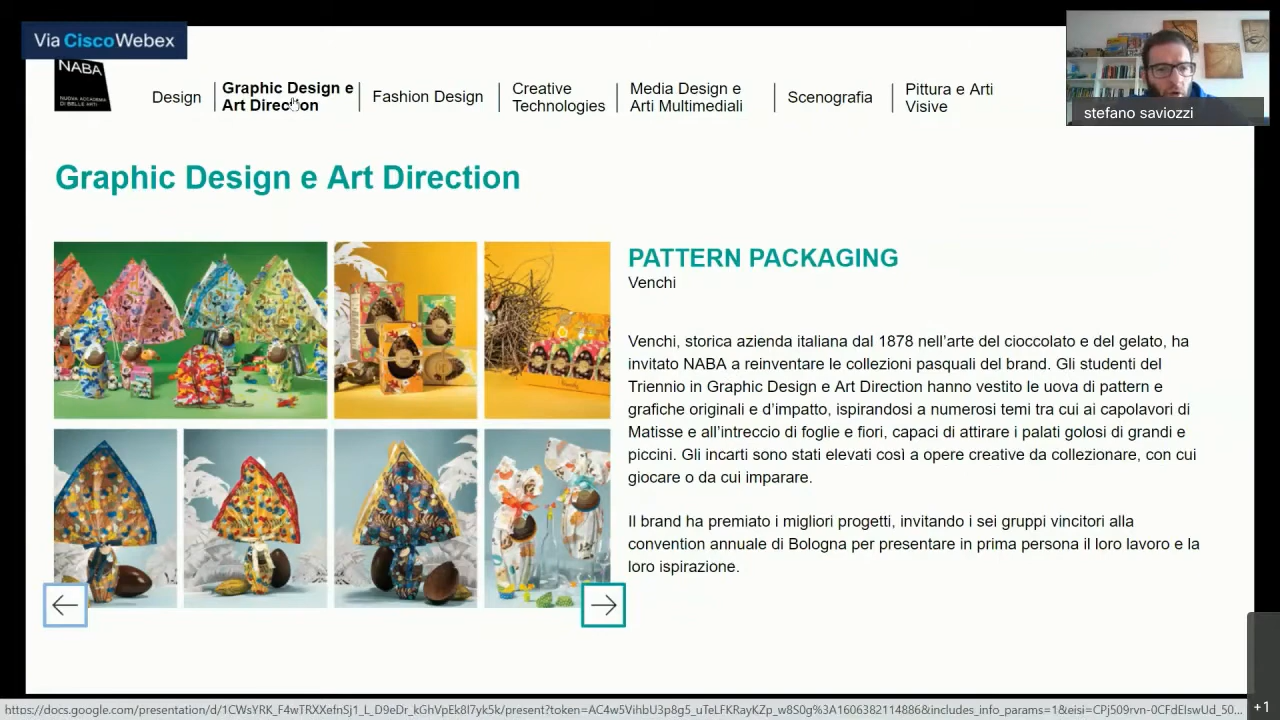 Via CiscoWebex
NABA
NUOVA ACCADEMIA
DI BELLE ARTI
Design
Graphic Design e
Art Direction
Fashion Design
Creative
Technologies
Media Design e
Arti Multimediali
Scenografia
Pittura e Arti
Visive
stefano saviozzi
Graphic Design e Art Direction
PATTERN PACKAGING
Venchi
Venchi, storica azienda italiana dal 1878 nell’arte del cioccolato e del gelato, ha
invitato NABA a reinventare le collezioni pasquali del brand. Gli studenti del
Triennio in Graphic Design e Art Direction hanno vestito le uova di pattern e
grafiche originali e d’impatto, ispirandosi a numerosi temi tra cui ai capolavori di
Matisse e all’intreccio di foglie e fiori, capaci di attirare i palati golosi di grandi e
piccini. Gli incarti sono stati elevati così a opere creative da collezionare, con cui
giocare o da cui imparare.
Il brand ha premiato i migliori progetti, invitando i sei gruppi vincitori alla
convention annuale di Bologna per presentare in prima persona il loro lavoro e la
loro ispirazione.
+1